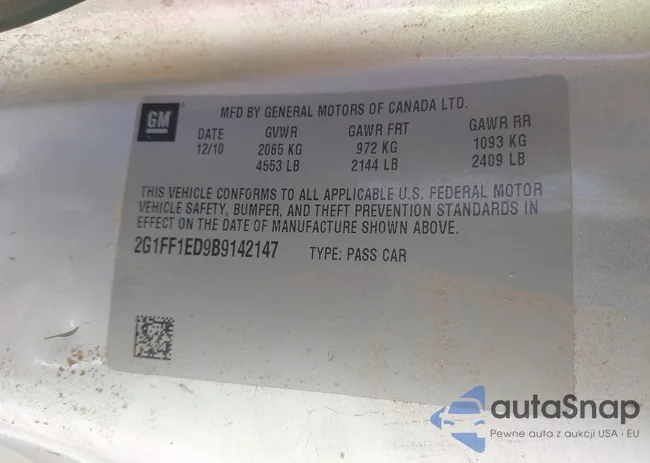 GM
MFD BY GENERAL MOTORS OF CANADA LTD.
DATE GVWR GAWR FRT GAWR RR
12/10 2065 KG 972 KG 1093 KG
4553 LB 2144 LB 2409 LB
THIS VEHICLE CONFORMS TO ALL APPLICABLE U.S. FEDERAL MOTOR
VEHICLE SAFETY, BUMPER, AND THEFT PREVENTION STANDARDS IN
EFFECT ON THE DATE OF MANUFACTURE SHOWN ABOVE.
2G1FF1ED9B9142147 TYPE: PASS CAR
autaSnap
Pewne auta z aukcji USA i EU